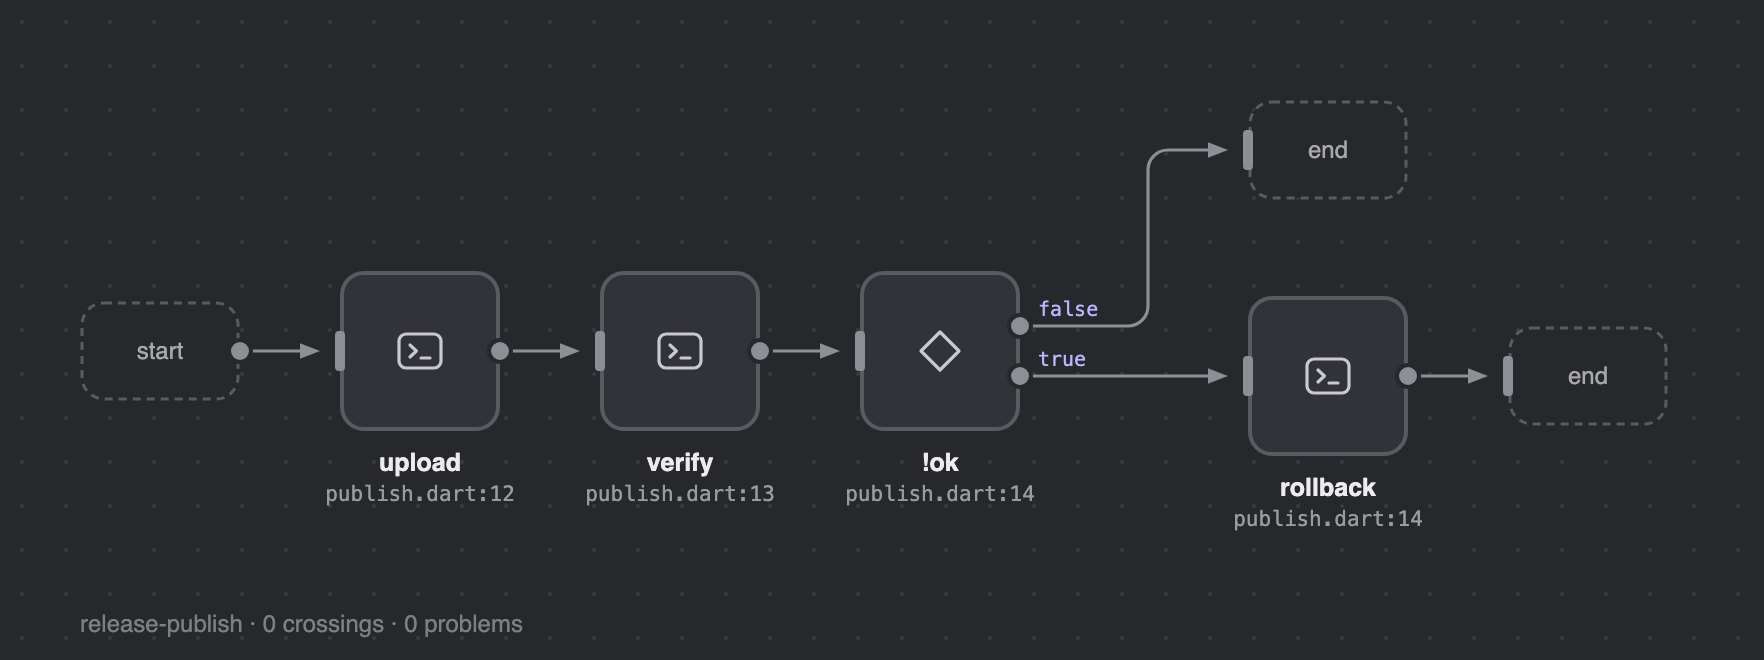 end
false
start
true
end
upload
publish.dart:12
verify
publish.dart:13
!ok
publish.dart:14
rollback
publish.dart:14
release-publish · 0 crossings · 0 problems